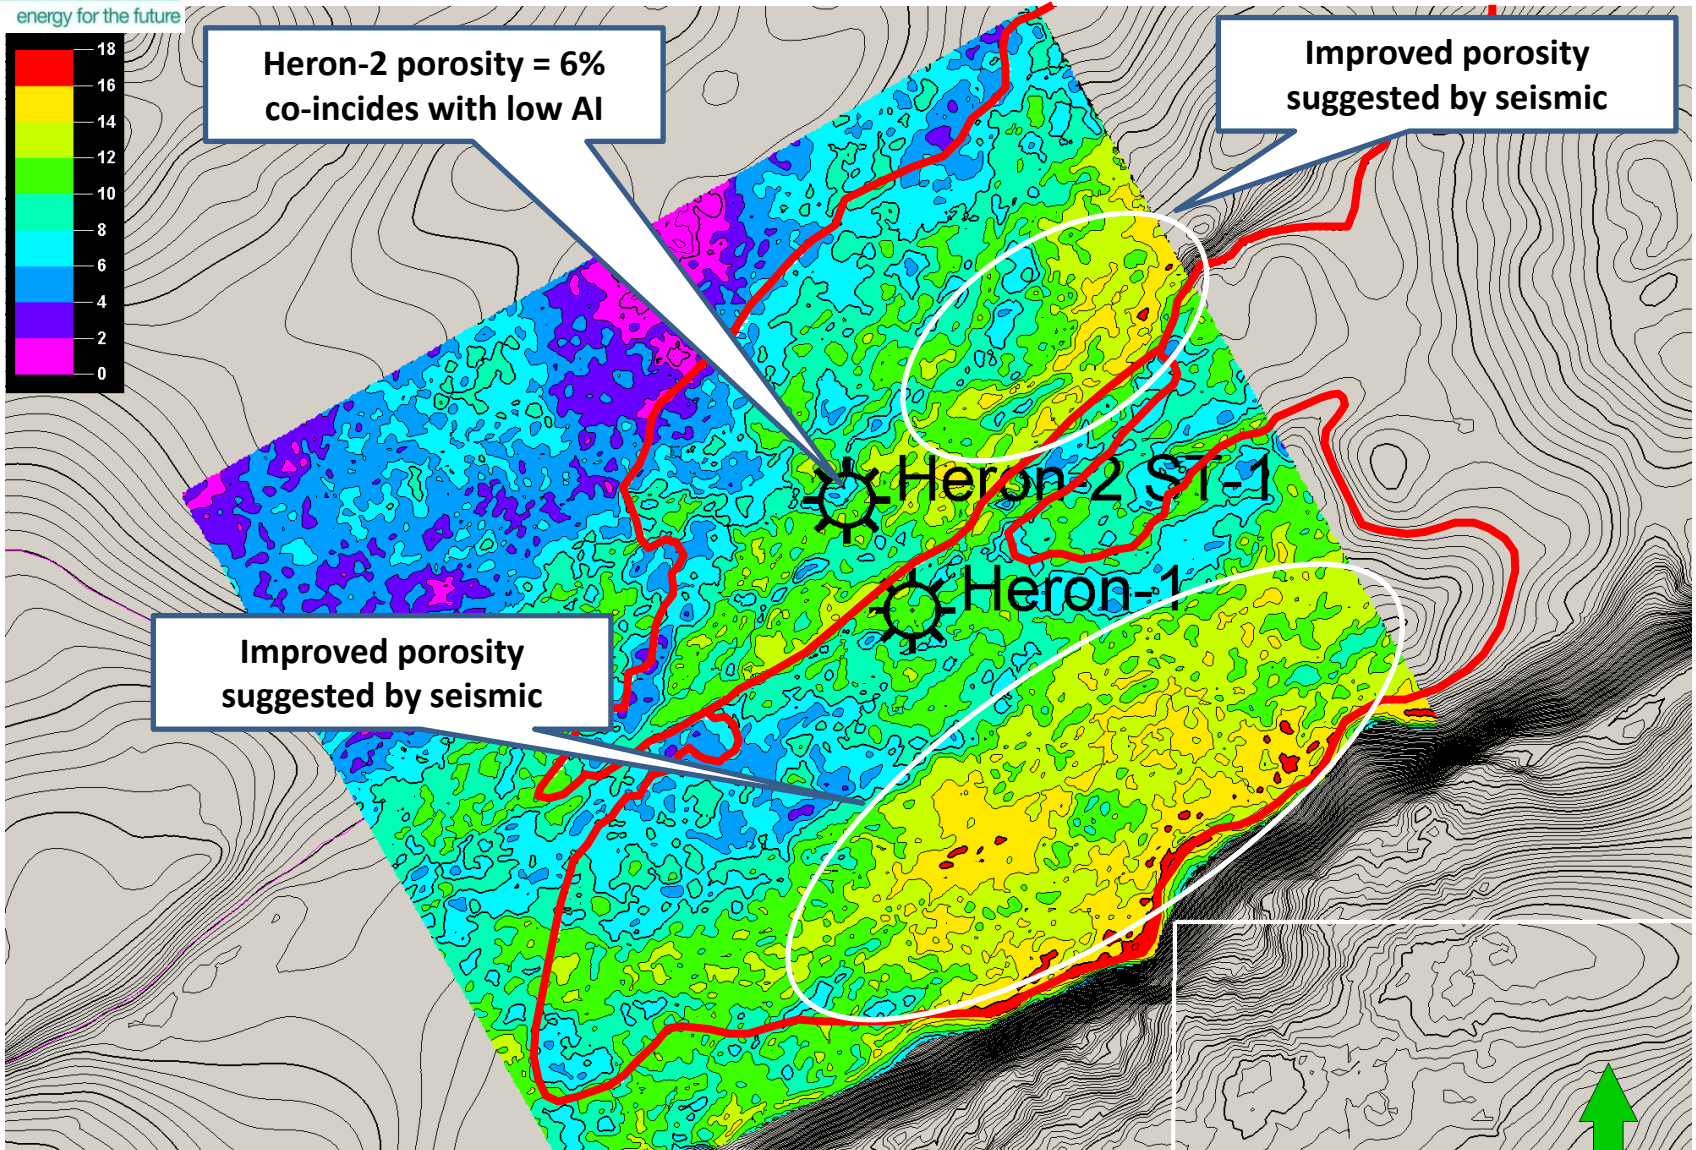 energy for the future
18
16
14
12
10
8
6
4
2
0
Heron-2 porosity = 6%
co-incides with low AI
Improved porosity
suggested by seismic
Heron-2 ST-1
Heron-1
Improved porosity
suggested by seismic